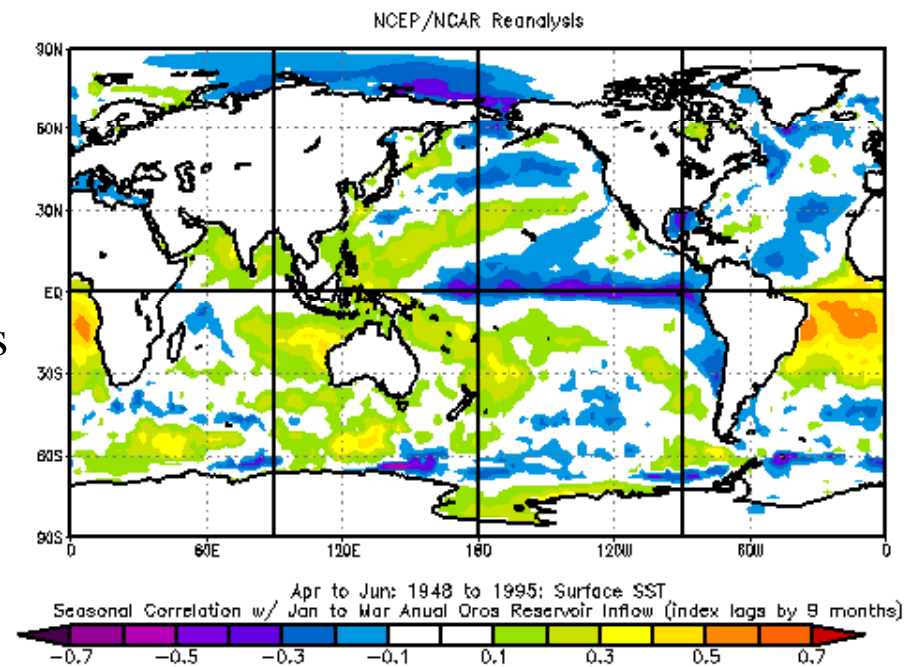 NCEP/NCAR Reanalysis
90N
60N
30N
EQ
s
30S
60S
90S
0 60E 120E 180 120W 60W 0
Apr to Jun: 1948 to 1995: Surface SST
Seasonal Correlation w/ Jan to Mar Anual Oros Reservoir Inflow (index lags by 9 months)
-0.7 -0.5 -0.3 -0.1 0.1 0.3 0.5 0.7